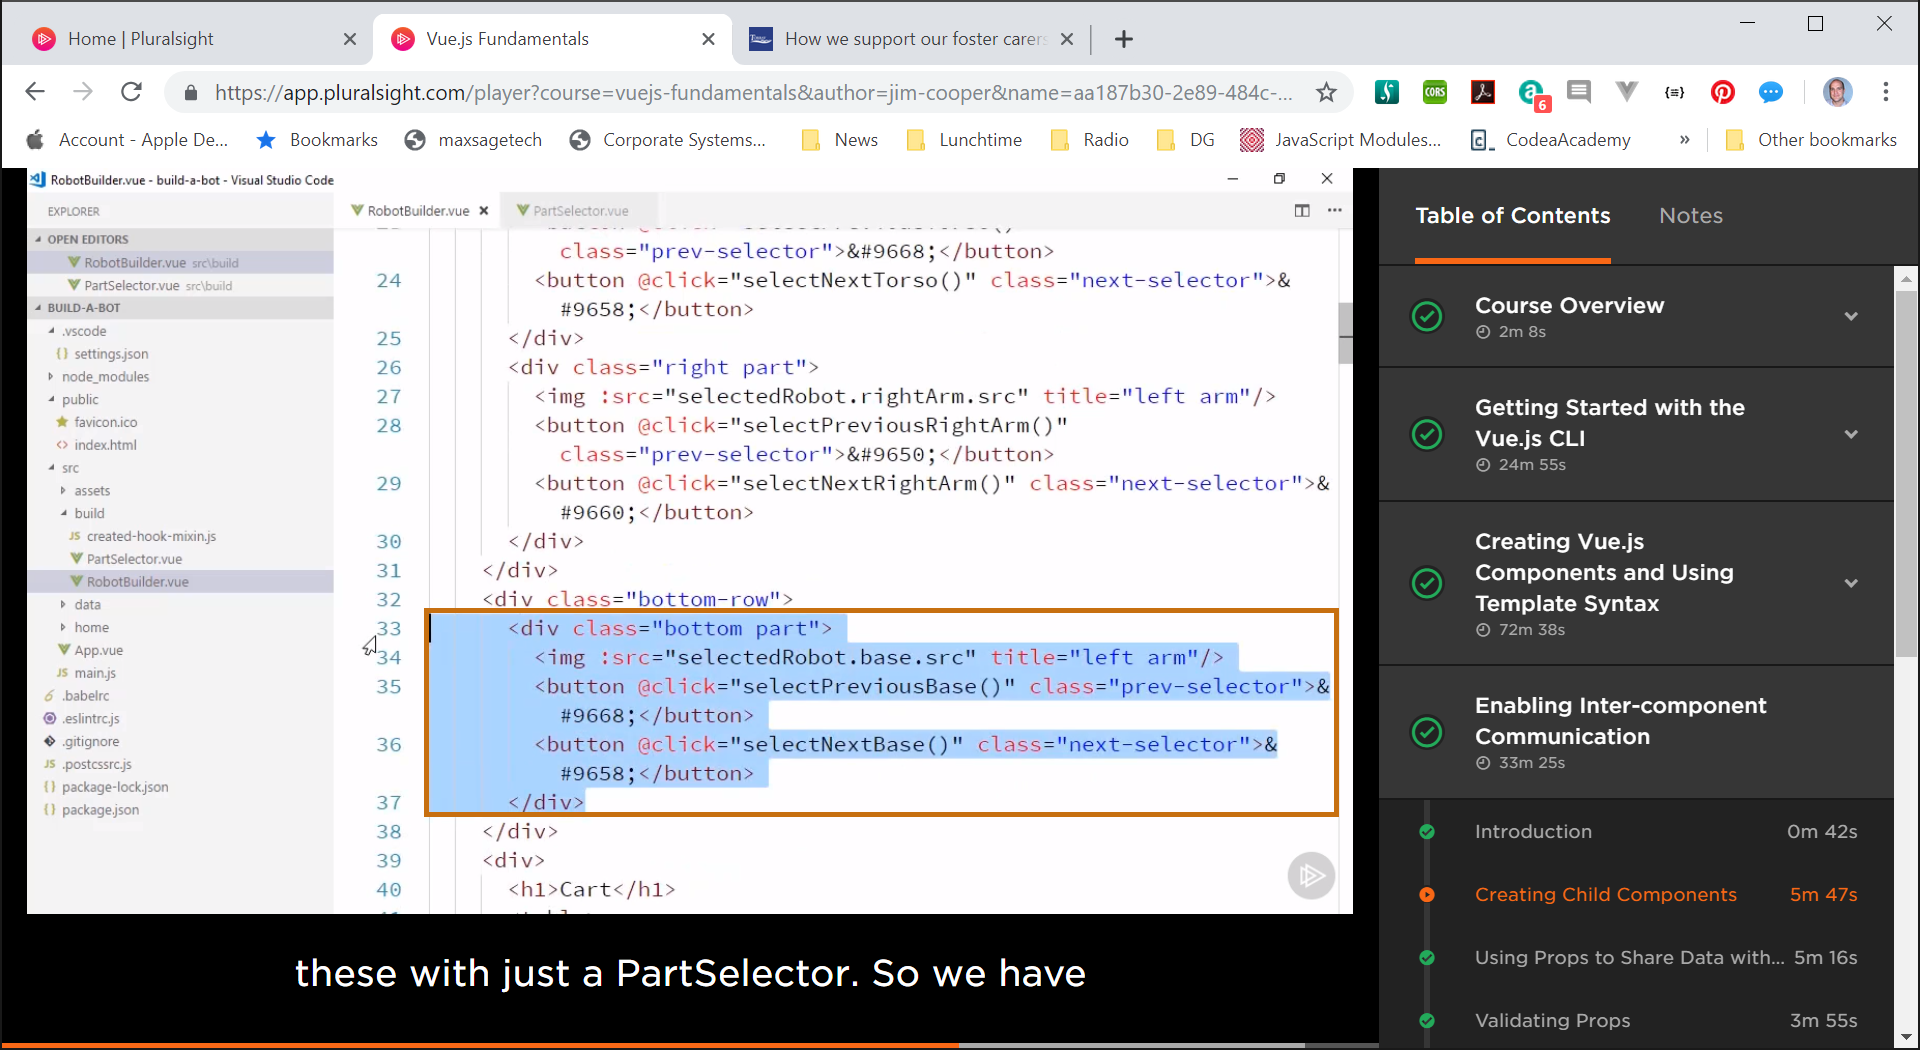 Home | Pluralsight
Vue.js Fundamentals
How we support our foster carers
https://app.pluralsight.com/player?course=vuejs-fundamentals&author=jim-cooper&name=aa187b30-2e89-484c-...
CORS
6
{≡}
Account - Apple De...
Bookmarks
maxsagetech
Corporate Systems...
News
Lunchtime
Radio
DG
JavaScript Modules...
CodeaAcademy
»
Other bookmarks
RobotBuilder.vue - build-a-bot - Visual Studio Code
EXPLORER
OPEN EDITORS
RobotBuilder.vue src\build
PartSelector.vue src\build
BUILD-A-BOT
.vscode
{} settings.json
node_modules
public
favicon.ico
<> index.html
src
assets
build
JS created-hook-mixin.js
PartSelector.vue
RobotBuilder.vue
data
home
App.vue
JS main.js
.babelrc
.eslintrc.js
.gitignore
JS .postcssrc.js
{} package-lock.json
{} package.json
RobotBuilder.vue
PartSelector.vue
class="prev-selector">&#9668;</button>
24 <button @click="selectNextTorso()" class="next-selector">&
#9658;</button>
25 </div>
26 <div class="right part">
27 <img :src="selectedRobot.rightArm.src" title="left arm"/>
28 <button @click="selectPreviousRightArm()"
class="prev-selector">&#9650;</button>
29 <button @click="selectNextRightArm()" class="next-selector">&
#9660;</button>
30 </div>
31 </div>
32 <div class="bottom-row">
33 <div class="bottom part">
34 <img :src="selectedRobot.base.src" title="left arm"/>
35 <button @click="selectPreviousBase()" class="prev-selector">&
#9668;</button>
36 <button @click="selectNextBase()" class="next-selector">&
#9658;</button>
37 </div>
38 </div>
39 <div>
40 <h1>Cart</h1>
these with just a PartSelector. So we have
Table of Contents
Notes
Course Overview
2m 8s
Getting Started with the
Vue.js CLI
24m 55s
Creating Vue.js
Components and Using
Template Syntax
72m 38s
Enabling Inter-component
Communication
33m 25s
Introduction 0m 42s
Creating Child Components 5m 47s
Using Props to Share Data with... 5m 16s
Validating Props 3m 55s